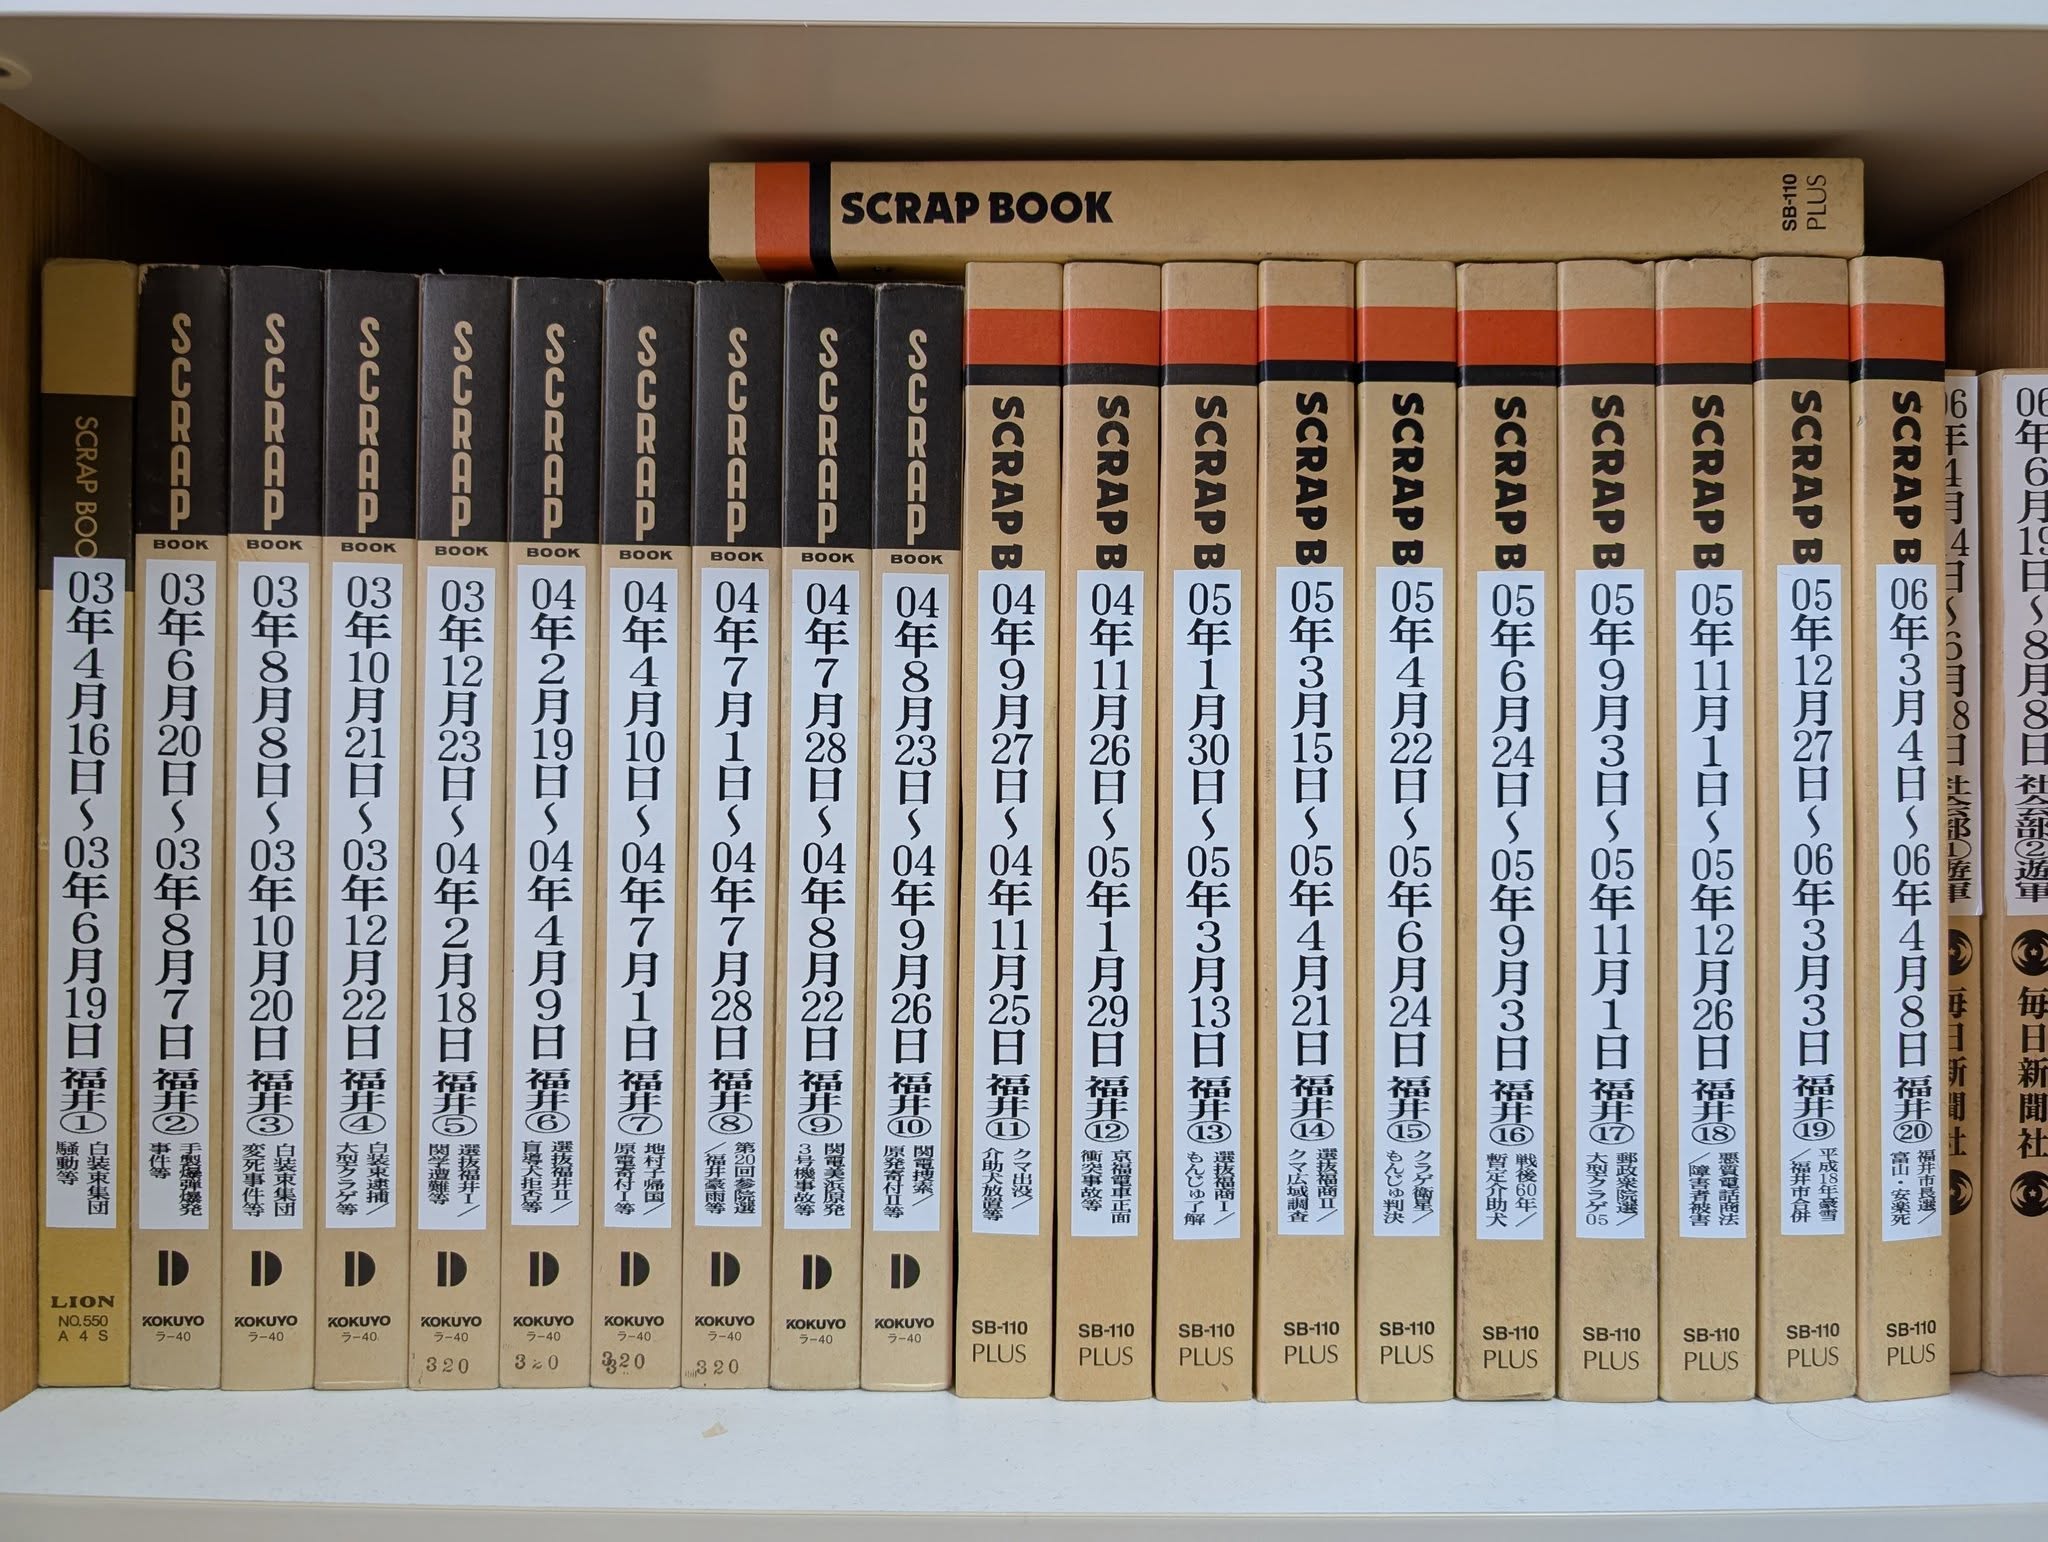 SCRAP BOOK
SB-110
PLUS
SCRAP BOO
03年4月16日～03年6月19日 福井①
白装束集団
騒動等
LION
NO.550
A4S
SCRAP
BOOK
03年6月20日～03年8月7日 福井②
手製爆弾爆発
事件等
KOKUYO
ラ-40
SCRAP
BOOK
03年8月8日～03年10月20日 福井③
白装束集団
変死事件等
KOKUYO
ラ-40
SCRAP
BOOK
03年10月21日～03年12月22日 福井④
白装束逮捕／
大型クラゲ等
KOKUYO
ラ-40
SCRAP
BOOK
03年12月23日～04年2月18日 福井⑤
選抜福井Ⅰ／
関学遭難等
KOKUYO
ラ-40
320
SCRAP
BOOK
04年2月19日～04年4月9日 福井⑥
選抜福井Ⅱ／
盲導犬拒否等
KOKUYO
ラ-40
320
SCRAP
BOOK
04年4月10日～04年7月1日 福井⑦
地村子帰国／
原電寄付Ⅰ等
KOKUYO
ラ-40
320
SCRAP
BOOK
04年7月1日～04年7月28日 福井⑧
第20回参院選
／福井豪雨等
KOKUYO
ラ-40
320
SCRAP
BOOK
04年7月28日～04年8月22日 福井⑨
関電美浜原発
3号機事故等
KOKUYO
ラ-40
SCRAP
BOOK
04年8月23日～04年9月26日 福井⑩
関電捜索／
原発寄付Ⅱ等
KOKUYO
ラ-40
SCRAP B
04年9月27日～04年11月25日 福井⑪
クマ出没／
介助犬放置等
SB-110
PLUS
SCRAP B
04年11月26日～05年1月29日 福井⑫
京福電車正面
衝突事故等
SB-110
PLUS
SCRAP B
05年1月30日～05年3月13日 福井⑬
選抜福商Ⅰ／
もんじゅ了解
SB-110
PLUS
SCRAP B
05年3月15日～05年4月21日 福井⑭
選抜福商Ⅱ／
クマ広域調査
SB-110
PLUS
SCRAP B
05年4月22日～05年6月24日 福井⑮
クラゲ衛星／
もんじゅ判決
SB-110
PLUS
SCRAP B
05年6月24日～05年9月3日 福井⑯
戦後60年／
暫定介助犬
SB-110
PLUS
SCRAP B
05年9月3日～05年11月1日 福井⑰
郵政衆院選／
大型クラゲ05
SB-110
PLUS
SCRAP B
05年11月1日～05年12月26日 福井⑱
悪質電話商法
／障害者被害
SB-110
PLUS
SCRAP B
05年12月27日～06年3月3日 福井⑲
平成18年豪雪
／福井市合併
SB-110
PLUS
SCRAP B
06年3月4日～06年4月8日 福井⑳
福井市長選／
富山・安楽死
SB-110
PLUS
06年4月14日～6月18日 社会部①遊軍
毎日新聞社
06年6月19日～8月8日 社会部②遊軍
毎日新聞社